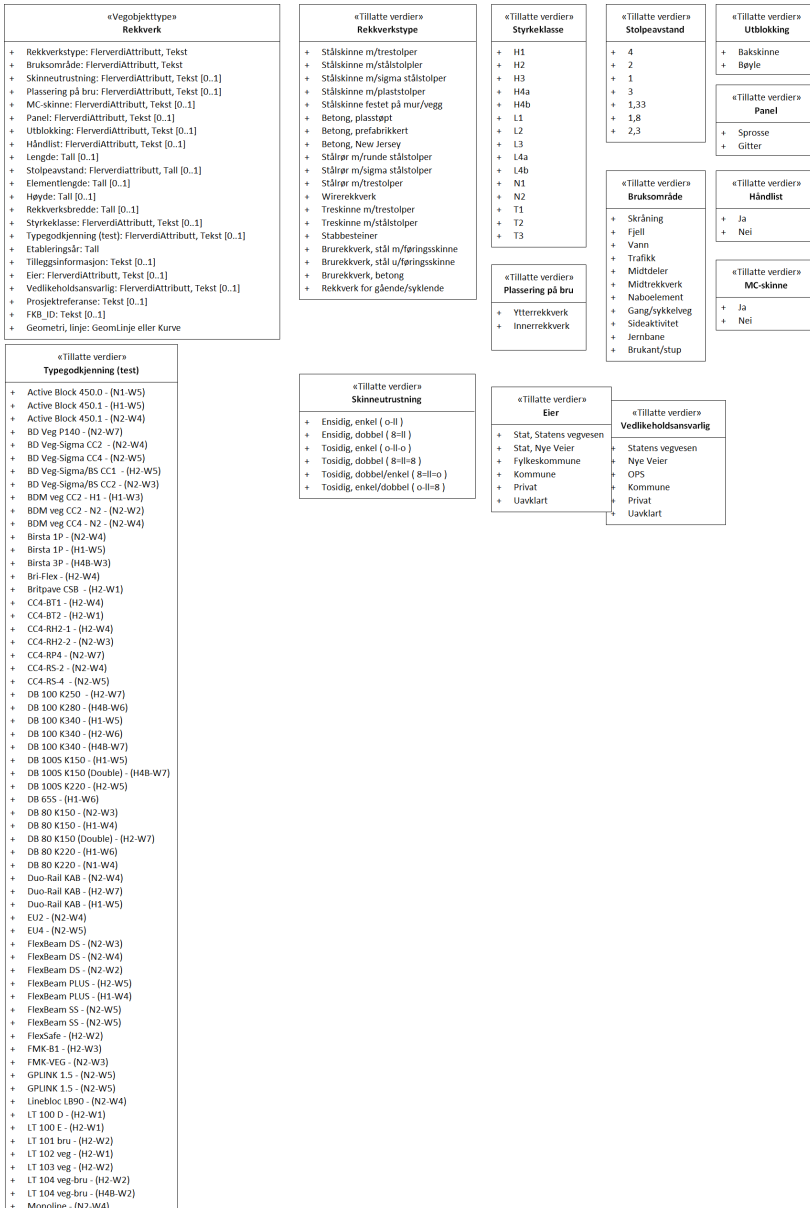 «Vegobjekttype»
Rekkverk
+ Rekkverkstype: FlerverdiAttributt, Tekst
+ Bruksområde: FlerverdiAttributt, Tekst
+ Skinneutrustning: FlerverdiAttributt, Tekst [0..1]
+ Plassering på bru: FlerverdiAttributt, Tekst [0..1]
+ MC-skinne: FlerverdiAttributt, Tekst [0..1]
+ Panel: FlerverdiAttributt, Tekst [0..1]
+ Utblokking: FlerverdiAttributt, Tekst [0..1]
+ Håndlist: FlerverdiAttributt, Tekst [0..1]
+ Lengde: Tall [0..1]
+ Stolpeavstand: Flerverdiattributt, Tall [0..1]
+ Elementlengde: Tall [0..1]
+ Høyde: Tall [0..1]
+ Rekkverksbredde: Tall [0..1]
+ Styrkeklasse: FlerverdiAttributt, Tekst [0..1]
+ Typegodkjenning (test): FlerverdiAttributt, Tekst [0..1]
+ Etableringsår: Tall
+ Tilleggsinformasjon: Tekst [0..1]
+ Eier: FlerverdiAttributt, Tekst [0..1]
+ Vedlikeholdsansvarlig: FlerverdiAttributt, Tekst [0..1]
+ Prosjektreferanse: Tekst [0..1]
+ FKB_ID: Tekst [0..1]
+ Geometri, linje: GeomLinje eller Kurve
«Tillatte verdier»
Rekkverkstype
+ Stålskinne m/trestolper
+ Stålskinne m/stålstolpler
+ Stålskinne m/sigma stålstolper
+ Stålskinne m/plaststolper
+ Stålskinne festet på mur/vegg
+ Betong, plasstøpt
+ Betong, prefabrikkert
+ Betong, New Jersey
+ Stålrør m/runde stålstolper
+ Stålrør m/sigma stålstolper
+ Stålrør m/trestolper
+ Wirerekkverk
+ Treskinne m/trestolper
+ Treskinne m/stålstolper
+ Stabbesteiner
+ Brurekkverk, stål m/føringsskinne
+ Brurekkverk, stål u/føringsskinne
+ Brurekkverk, betong
+ Rekkverk for gående/syklende
«Tillatte verdier»
Styrkeklasse
+ H1
+ H2
+ H3
+ H4a
+ H4b
+ L1
+ L2
+ L3
+ L4a
+ L4b
+ N1
+ N2
+ T1
+ T2
+ T3
«Tillatte verdier»
Stolpeavstand
+ 4
+ 2
+ 1
+ 3
+ 1,33
+ 1,8
+ 2,3
«Tillatte verdier»
Utblokking
+ Bakskinne
+ Bøyle
«Tillatte verdier»
Panel
+ Sprosse
+ Gitter
«Tillatte verdier»
Bruksområde
+ Skråning
+ Fjell
+ Vann
+ Trafikk
+ Midtdeler
+ Midtrekkverk
+ Naboelement
+ Gang/sykkelveg
+ Sideaktivitet
+ Jernbane
+ Brukant/stup
«Tillatte verdier»
Håndlist
+ Ja
+ Nei
«Tillatte verdier»
MC-skinne
+ Ja
+ Nei
«Tillatte verdier»
Plassering på bru
+ Ytterrekkverk
+ Innerrekkverk
«Tillatte verdier»
Typegodkjenning (test)
+ Active Block 450.0 - (N1-W5)
+ Active Block 450.1 - (H1-W5)
+ Active Block 450.1 - (N2-W4)
+ BD Veg P140 - (N2-W7)
+ BD Veg-Sigma CC2 - (N2-W4)
+ BD Veg-Sigma CC4 - (N2-W5)
+ BD Veg-Sigma/BS CC1 - (H2-W5)
+ BD Veg-Sigma/BS CC2 - (N2-W3)
+ BDM veg CC2 - H1 - (H1-W3)
+ BDM veg CC2 - N2 - (N2-W2)
+ BDM veg CC4 - N2 - (N2-W4)
+ Birsta 1P - (N2-W4)
+ Birsta 1P - (H1-W5)
+ Birsta 3P - (H4B-W3)
+ Bri-Flex - (H2-W4)
+ Britpave CSB - (H2-W1)
+ CC4-BT1 - (H2-W4)
+ CC4-BT2 - (H2-W1)
+ CC4-RH2-1 - (H2-W4)
+ CC4-RH2-2 - (N2-W3)
+ CC4-RP4 - (N2-W7)
+ CC4-RS-2 - (N2-W4)
+ CC4-RS-4 - (N2-W5)
+ DB 100 K250 - (H2-W7)
+ DB 100 K280 - (H4B-W6)
+ DB 100 K340 - (H1-W5)
+ DB 100 K340 - (H2-W6)
+ DB 100 K340 - (H4B-W7)
+ DB 100S K150 - (H1-W5)
+ DB 100S K150 (Double) - (H4B-W7)
+ DB 100S K220 - (H2-W5)
+ DB 65S - (H1-W6)
+ DB 80 K150 - (N2-W3)
+ DB 80 K150 - (H1-W4)
+ DB 80 K150 (Double) - (H2-W7)
+ DB 80 K220 - (H1-W6)
+ DB 80 K220 - (N1-W4)
+ Duo-Rail KAB - (N2-W4)
+ Duo-Rail KAB - (H2-W7)
+ Duo-Rail KAB - (H1-W5)
+ EU2 - (N2-W4)
+ EU4 - (N2-W5)
+ FlexBeam DS - (N2-W3)
+ FlexBeam DS - (N2-W4)
+ FlexBeam DS - (N2-W2)
+ FlexBeam PLUS - (H2-W5)
+ FlexBeam PLUS - (H1-W4)
+ FlexBeam SS - (N2-W5)
+ FlexBeam SS - (N2-W5)
+ FlexSafe - (H2-W2)
+ FMK-B1 - (H2-W3)
+ FMK-VEG - (N2-W3)
+ GPLINK 1.5 - (N2-W5)
+ GPLINK 1.5 - (N2-W5)
+ Linebloc LB90 - (N2-W4)
+ LT 100 D - (H2-W1)
+ LT 100 E - (H2-W1)
+ LT 101 bru - (H2-W2)
+ LT 102 veg - (H2-W1)
+ LT 103 veg - (H2-W2)
+ LT 104 veg-bru - (H2-W2)
+ LT 104 veg-bru - (H4B-W2)
+ Monoline - (N2-W4)
«Tillatte verdier»
Skinneutrustning
+ Ensidig, enkel ( o-ll )
+ Ensidig, dobbel ( 8=ll )
+ Tosidig, enkel ( o-ll-o )
+ Tosidig, dobbel ( 8=ll=8 )
+ Tosidig, dobbel/enkel ( 8=ll=o )
+ Tosidig, enkel/dobbel ( o-ll=8 )
«Tillatte verdier»
Eier
+ Stat, Statens vegvesen
+ Stat, Nye Veier
+ Fylkeskommune
+ Kommune
+ Privat
+ Uavklart
«Tillatte verdier»
Vedlikeholdsansvarlig
+ Statens vegvesen
+ Nye Veier
+ OPS
+ Kommune
+ Privat
+ Uavklart